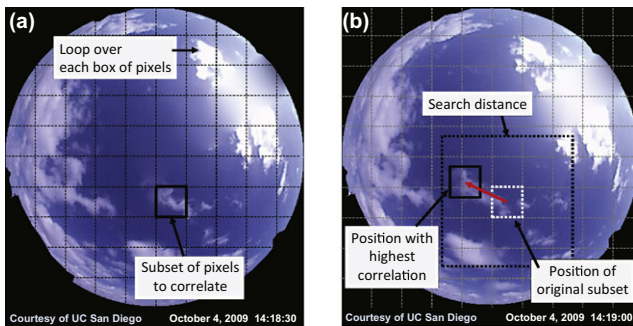 (a)
Loop over
each box of pixels
Subset of pixels
to correlate
Courtesy of UC San Diego October 4, 2009 14:18:30
(b)
Search distance
Position with
highest
correlation
Position of
original subset
Courtesy of UC San Diego October 4, 2009 14:19:00